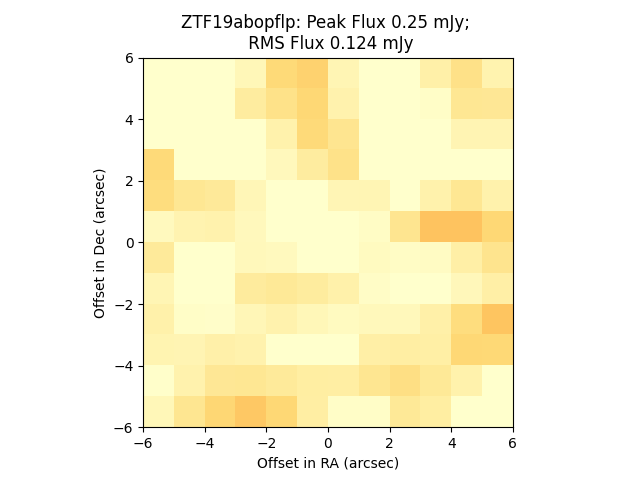 ZTF19abopflp: Peak Flux 0.25 mJy;
RMS Flux 0.124 mJy
6
4
2
0
−2
−4
−6
Offset in Dec (arcsec)
−6 −4 −2 0 2 4 6
Offset in RA (arcsec)